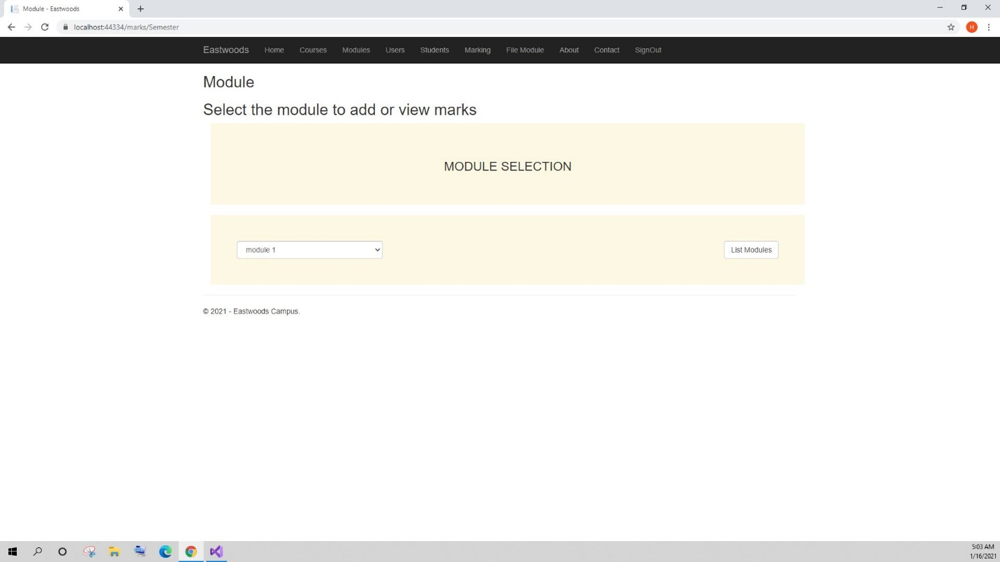 Module - Eastwoods
localhost:44334/marks/Semester
H
Eastwoods Home Courses Modules Users Students Marking File Module About Contact SignOut
Module
Select the module to add or view marks
MODULE SELECTION
module 1 List Modules
© 2021 - Eastwoods Campus.
5:03 AM
1/16/2021